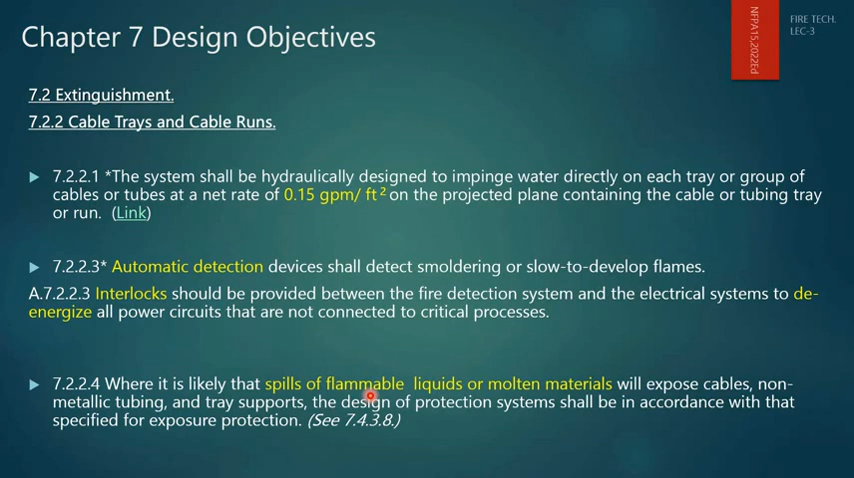 Chapter 7 Design Objectives
NFPA15,2022Ed
FIRE TECH.
LEC-3
7.2 Extinguishment.
7.2.2 Cable Trays and Cable Runs.
7.2.2.1 *The system shall be hydraulically designed to impinge water directly on each tray or group of
cables or tubes at a net rate of 0.15 gpm/ ft² on the projected plane containing the cable or tubing tray
or run. (Link)
7.2.2.3* Automatic detection devices shall detect smoldering or slow-to-develop flames.
A.7.2.2.3 Interlocks should be provided between the fire detection system and the electrical systems to de-
energize all power circuits that are not connected to critical processes.
7.2.2.4 Where it is likely that spills of flammable liquids or molten materials will expose cables, non-
metallic tubing, and tray supports, the design of protection systems shall be in accordance with that
specified for exposure protection. (See 7.4.3.8.)